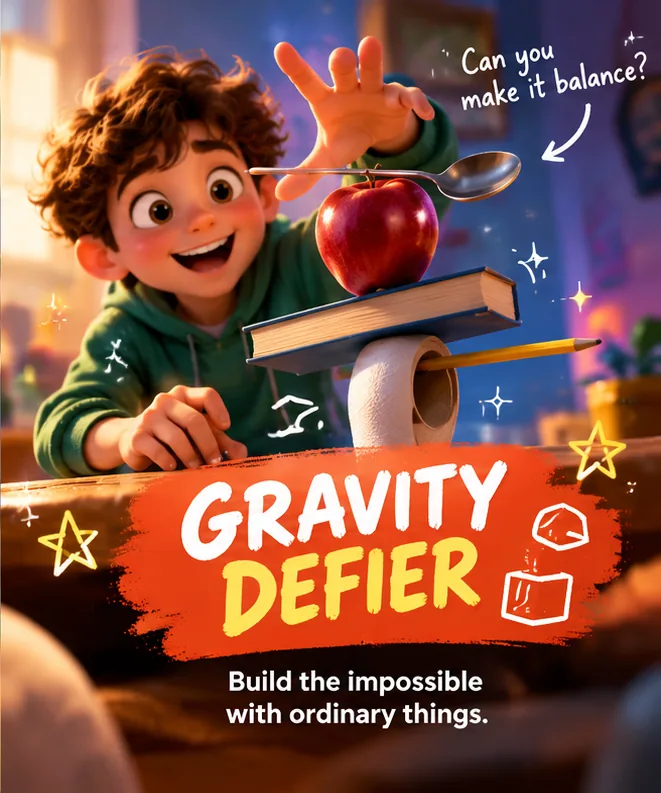 Can you
make it balance?
GRAVITY
DEFIER
Build the impossible
with ordinary things.